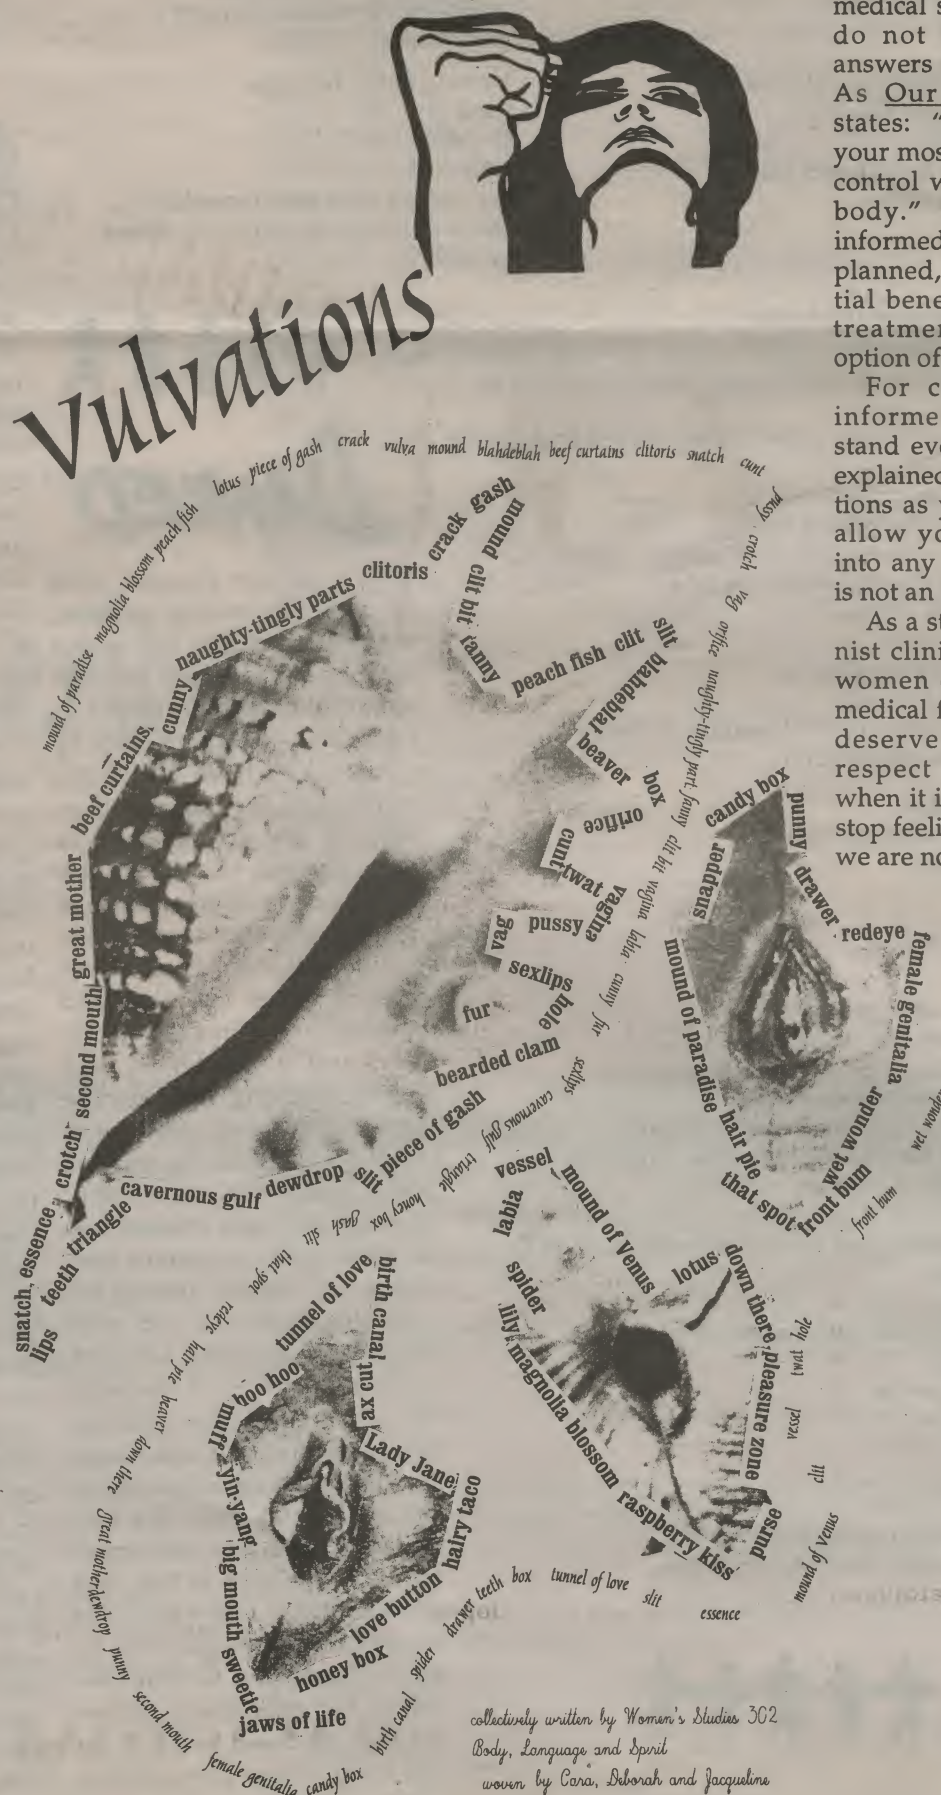 medical s
do not
answers
As Our
states: "
your mos
control w
body."
informed
planned,
tial bene
treatmen
option of
For c
informe
stand eve
explained
tions as
allow yo
into any
is not an
As a st
nist clini
women
medical f
deserve
respect
when it i
stop feeli
we are no
Vulvations
mound of paradise magnolia blossom peach fish lotus piece of gash crack vulva mound blahdeblah beef curtains clitoris snatch cunt
pussy crotch vag orifice naughty-tingly part fanny clit bit vagina labia cunny fur
sexlips cavernous gulf triangle honey box gash slit that spot redeye hair pie beaver down there great mother dewdrop punny second mouth female genitalia candy box
birth canal spider drawer teeth box tunnel of love slit essence mound of venus clit vessel twat hole
front bum wet wonder
snatch, essence
lips
teeth
triangle
crotch
second mouth
great mother
beef curtains
cunny
naughty-tingly parts
clitoris
crack
gash
mound
clit bit
fanny
peach fish clit
slit
blahdeblah
beaver
box
orifice
cunt
twat
vagina
pussy
vag
sexlips
hole
fur
bearded clam
piece of gash
slit
dewdrop
cavernous gulf
candy box
punny
drawer
redeye
female genitalia
wet wonder
front bum
that spot
hair pie
mound of paradise
snapper
vessel
mound of Venus
lotus
down there
pleasure zone
purse
raspberry kiss
magnolia blossom
lily
spider
labia
tunnel of love
birth canal
ax cut
Lady Jane
hairy taco
love button
honey box
jaws of life
sweetie
big mouth
yin-yang
muff
hoo hoo
collectively written by Women's Studies 302
Body, Language and Spirit
woven by Cara, Deborah and Jacqueline